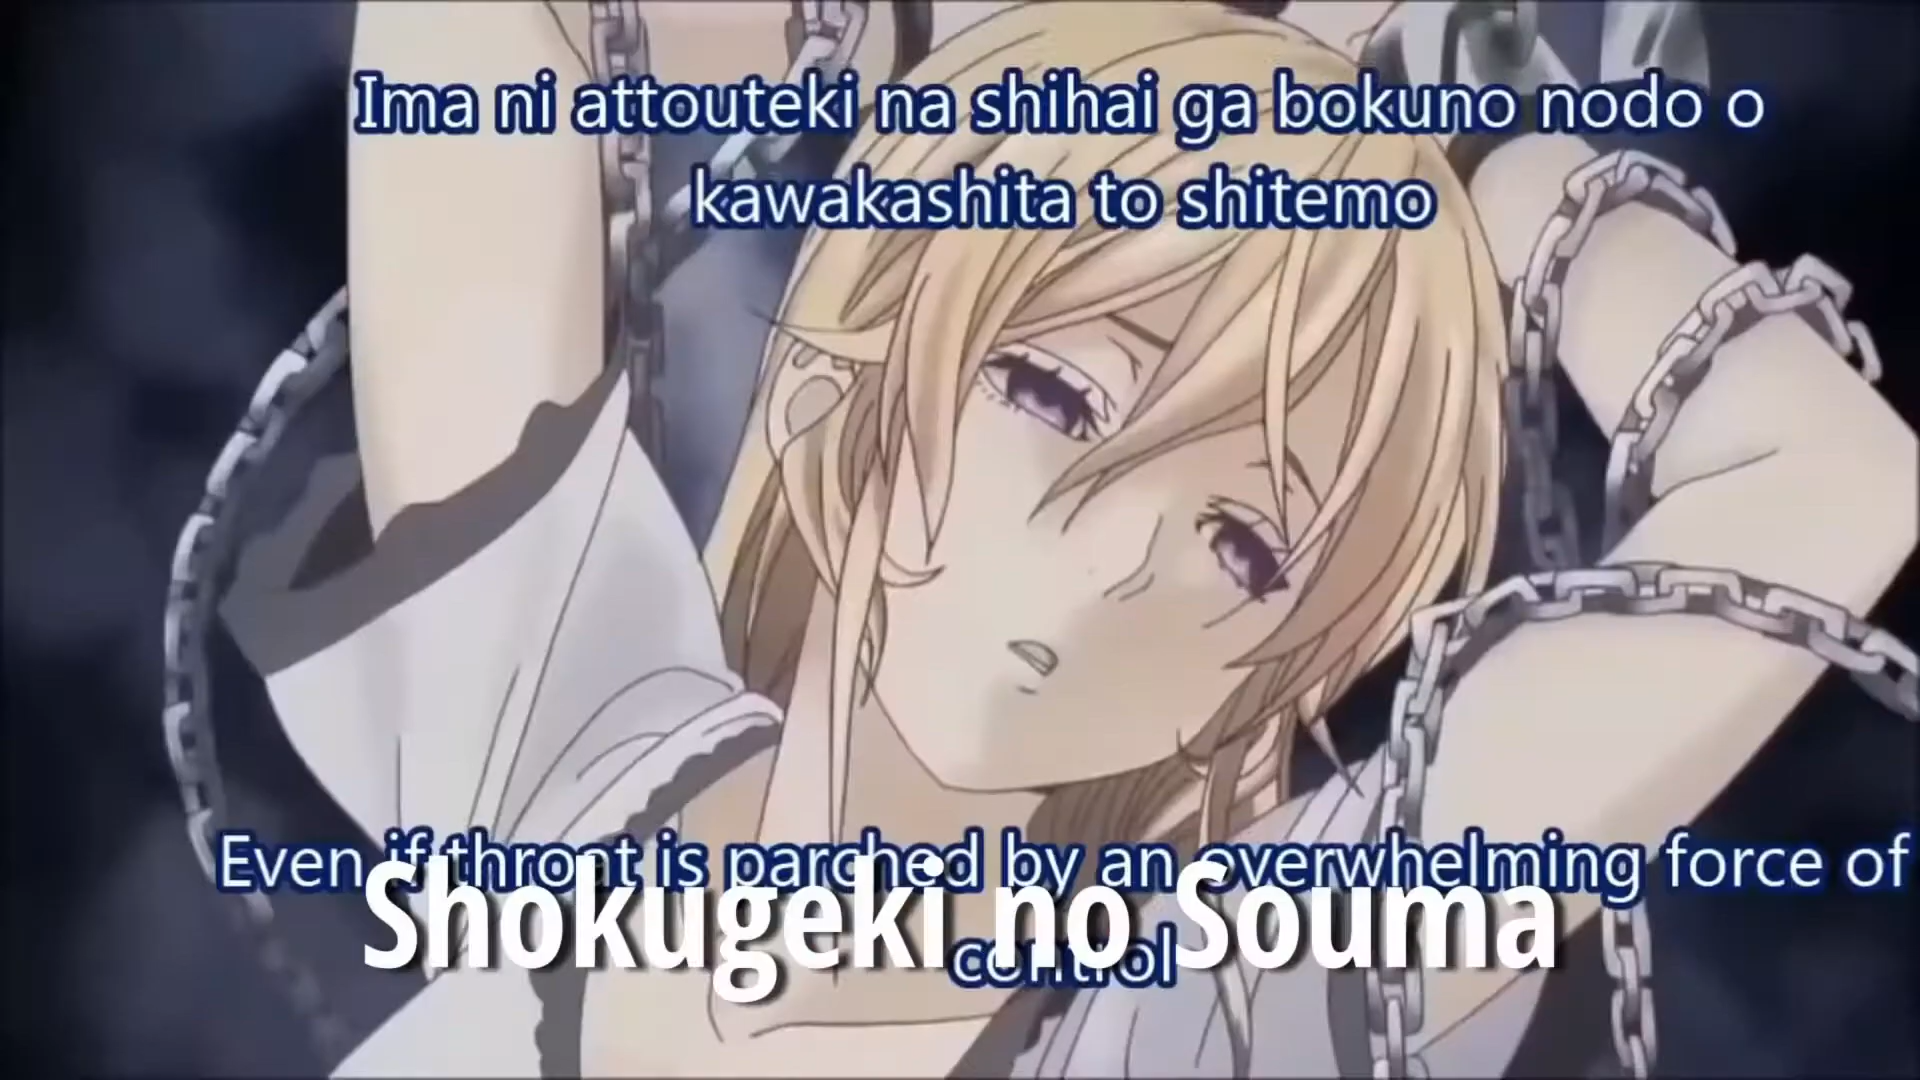 Ima ni attouteki na shihai ga bokuno nodo o
kawakashita to shitemo
Even if throat is parched by an overwhelming force of
control
Shokugeki no Souma